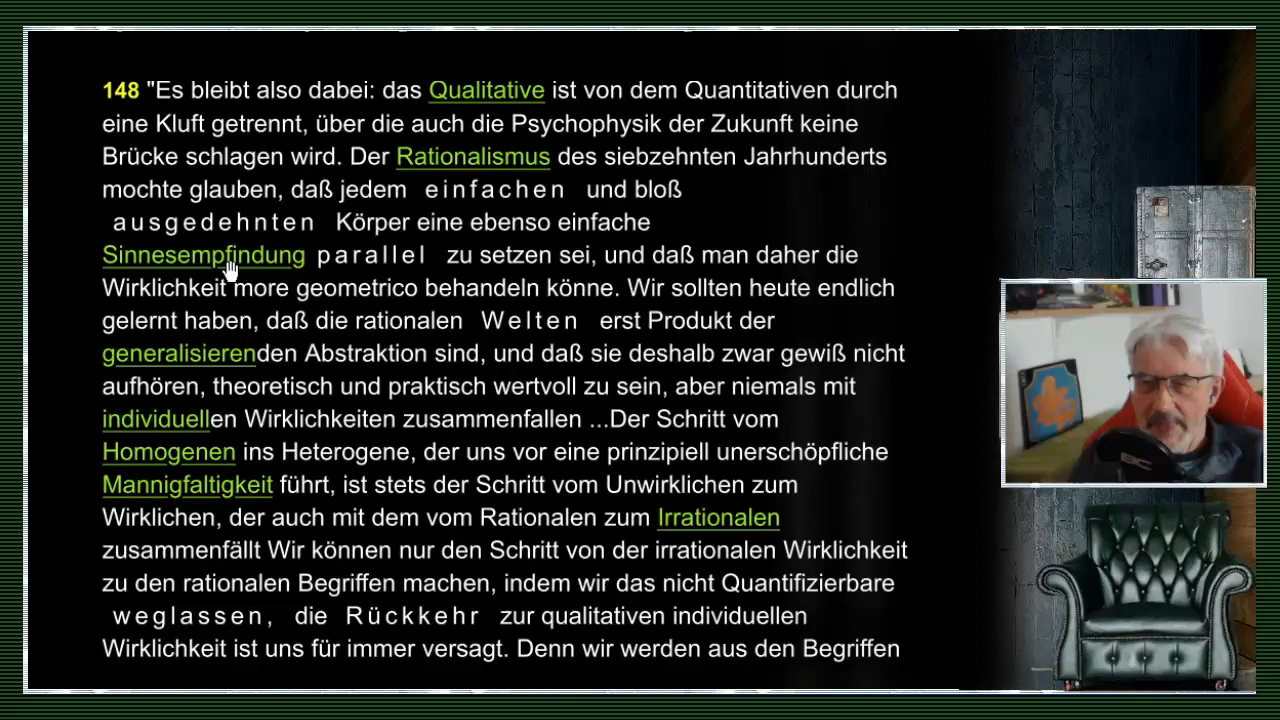 148 "Es bleibt also dabei: das Qualitative ist von dem Quantitativen durch
eine Kluft getrennt, über die auch die Psychophysik der Zukunft keine
Brücke schlagen wird. Der Rationalismus des siebzehnten Jahrhunderts
mochte glauben, daß jedem einfachen und bloß
ausgedehnten Körper eine ebenso einfache
Sinnesempfindung parallel zu setzen sei, und daß man daher die
Wirklichkeit more geometrico behandeln könne. Wir sollten heute endlich
gelernt haben, daß die rationalen Welten erst Produkt der
generalisierenden Abstraktion sind, und daß sie deshalb zwar gewiß nicht
aufhören, theoretisch und praktisch wertvoll zu sein, aber niemals mit
individuellen Wirklichkeiten zusammenfallen ...Der Schritt vom
Homogenen ins Heterogene, der uns vor eine prinzipiell unerschöpfliche
Mannigfaltigkeit führt, ist stets der Schritt vom Unwirklichen zum
Wirklichen, der auch mit dem vom Rationalen zum Irrationalen
zusammenfällt Wir können nur den Schritt von der irrationalen Wirklichkeit
zu den rationalen Begriffen machen, indem wir das nicht Quantifizierbare
weglassen, die Rückkehr zur qualitativen individuellen
Wirklichkeit ist uns für immer versagt. Denn wir werden aus den Begriffen